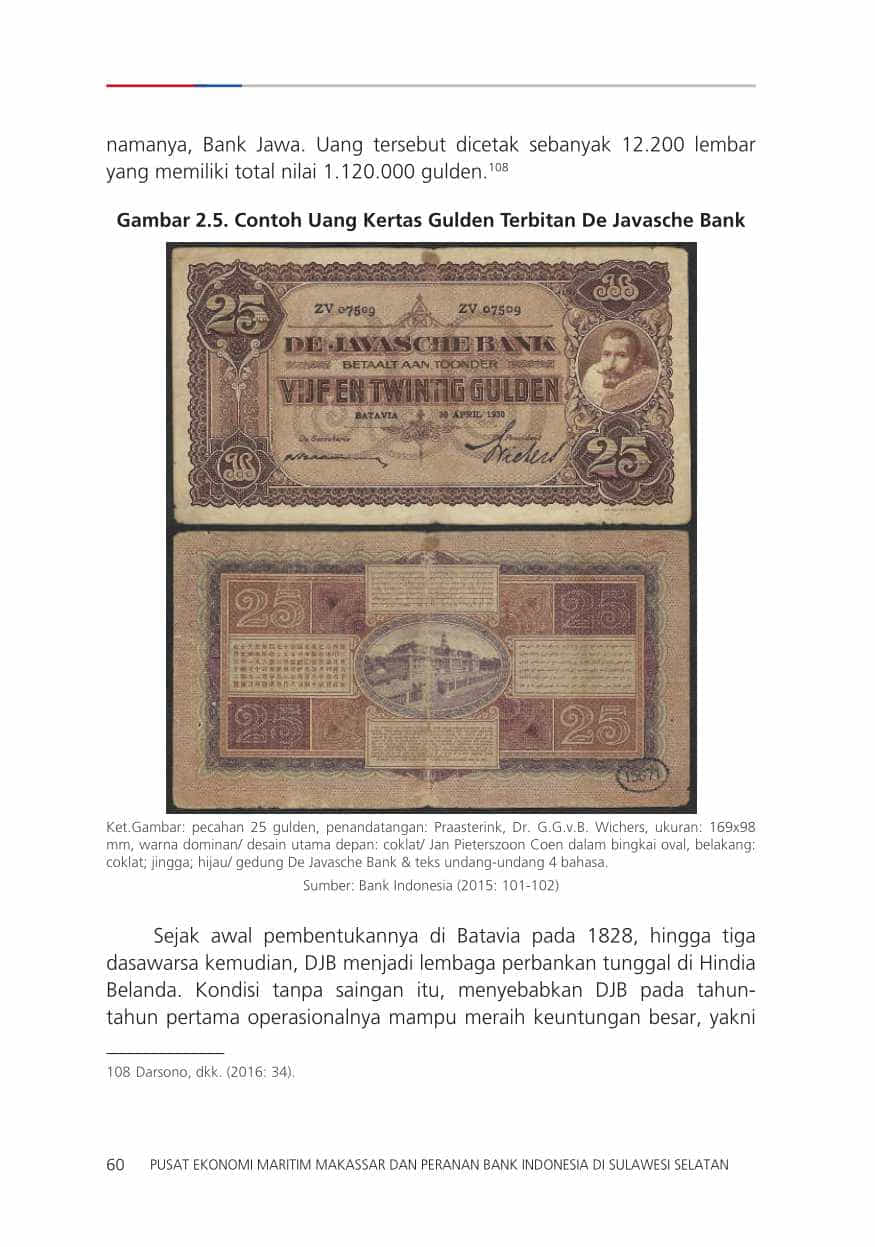 namanya, Bank Jawa. Uang tersebut dicetak sebanyak 12.200 lembar
yang memiliki total nilai 1.120.000 gulden.108
Gambar 2.5. Contoh Uang Kertas Gulden Terbitan De Javasche Bank
25
ZV 07509 ZV 07509
DE JAVASCHE BANK
BETAALT AAN TOONDER
VIJF EN TWINTIG GULDEN
BATAVIA 30 APRIL 1930
De Secretaris President
Wichers
25
25 25
25 25
15671
Ket.Gambar: pecahan 25 gulden, penandatangan: Praasterink, Dr. G.G.v.B. Wichers, ukuran: 169x98
mm, warna dominan/ desain utama depan: coklat/ Jan Pieterszoon Coen dalam bingkai oval, belakang:
coklat; jingga; hijau/ gedung De Javasche Bank & teks undang-undang 4 bahasa.
Sumber: Bank Indonesia (2015: 101-102)
Sejak awal pembentukannya di Batavia pada 1828, hingga tiga
dasawarsa kemudian, DJB menjadi lembaga perbankan tunggal di Hindia
Belanda. Kondisi tanpa saingan itu, menyebabkan DJB pada tahun-
tahun pertama operasionalnya mampu meraih keuntungan besar, yakni
108 Darsono, dkk. (2016: 34).
60 PUSAT EKONOMI MARITIM MAKASSAR DAN PERANAN BANK INDONESIA DI SULAWESI SELATAN